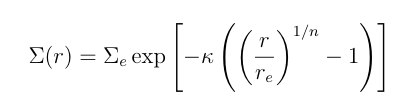 Σ(r) = Σ_e exp[−κ((r/r_e)^{1/n} − 1)]